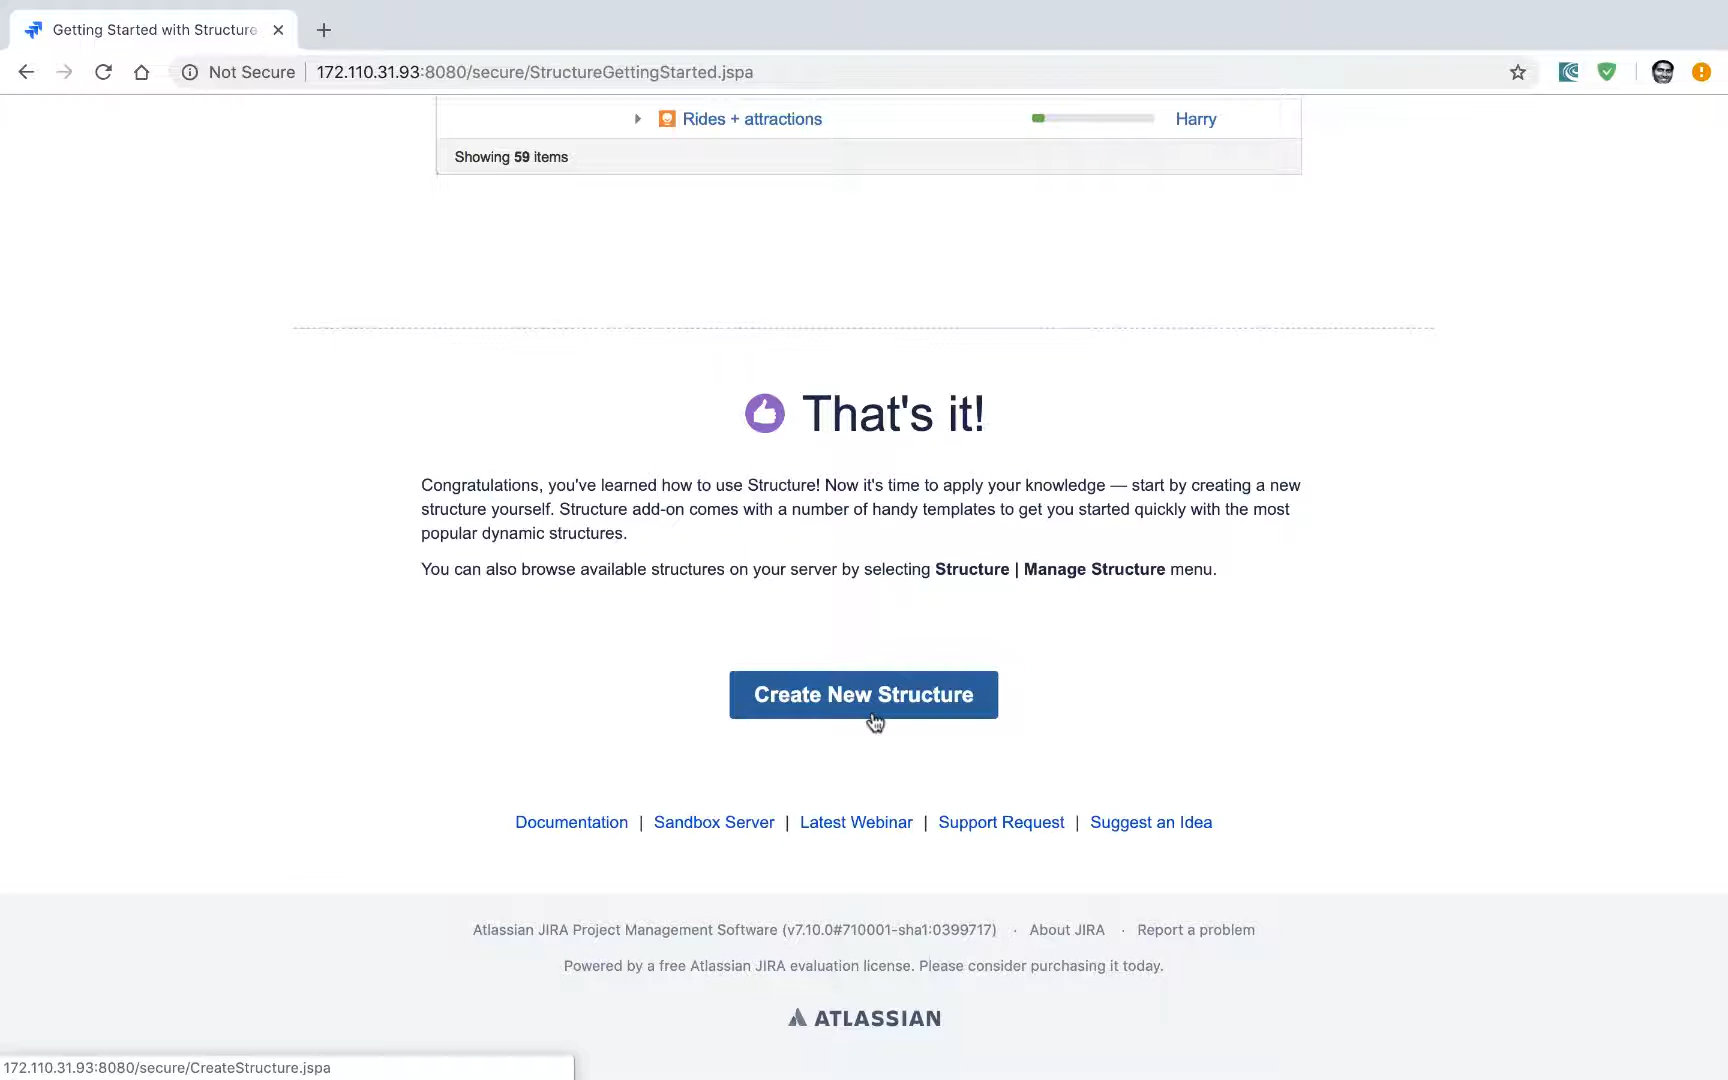 Getting Started with Structure
Not Secure
172.110.31.93:8080/secure/StructureGettingStarted.jspa
Rides + attractions
Harry
Showing 59 items
That's it!
Congratulations, you've learned how to use Structure! Now it's time to apply your knowledge — start by creating a new
structure yourself. Structure add-on comes with a number of handy templates to get you started quickly with the most
popular dynamic structures.
You can also browse available structures on your server by selecting Structure | Manage Structure menu.
Create New Structure
Documentation | Sandbox Server | Latest Webinar | Support Request | Suggest an Idea
Atlassian JIRA Project Management Software (v7.10.0#710001-sha1:0399717) · About JIRA · Report a problem
Powered by a free Atlassian JIRA evaluation license. Please consider purchasing it today.
ATLASSIAN
172.110.31.93:8080/secure/CreateStructure.jspa